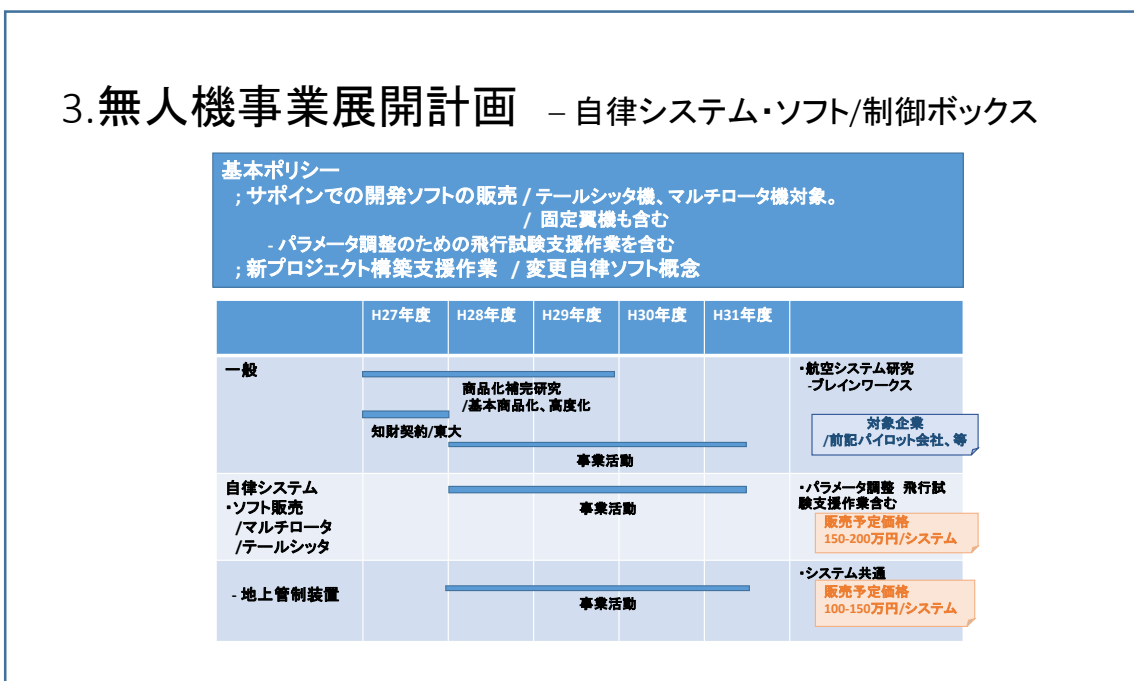 3.無人機事業展開計画 – 自律システム・ソフト/制御ボックス
基本ポリシー
; サポインでの開発ソフトの販売 / テールシッタ機、マルチロータ機対象。
/ 固定翼機も含む
- パラメータ調整のための飛行試験支援作業を含む
; 新プロジェクト構築支援作業 / 変更自律ソフト概念
H27年度 H28年度 H29年度 H30年度 H31年度
一般
商品化補完研究
/基本商品化、高度化
知財契約/東大
事業活動
・航空システム研究
-ブレインワークス
対象企業
/前記パイロット会社、等
自律システム
・ソフト販売
/マルチロータ
/テールシッタ
事業活動
・パラメータ調整 飛行試
験支援作業含む
販売予定価格
150-200万円/システム
- 地上管制装置
事業活動
・システム共通
販売予定価格
100-150万円/システム